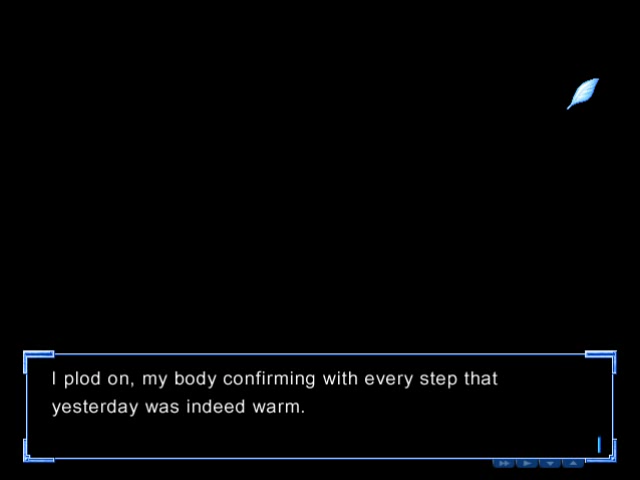 I plod on, my body confirming with every step that
yesterday was indeed warm.